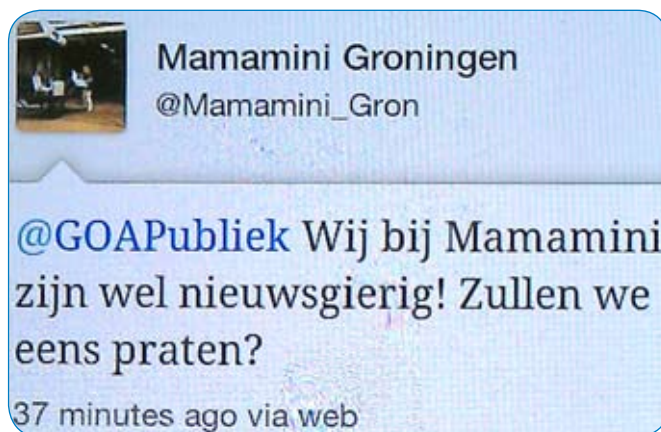 Mamamini Groningen
@Mamamini_Gron
@GOAPubliek Wij bij Mamamini
zijn wel nieuwsgierig! Zullen we
eens praten?
37 minutes ago via web